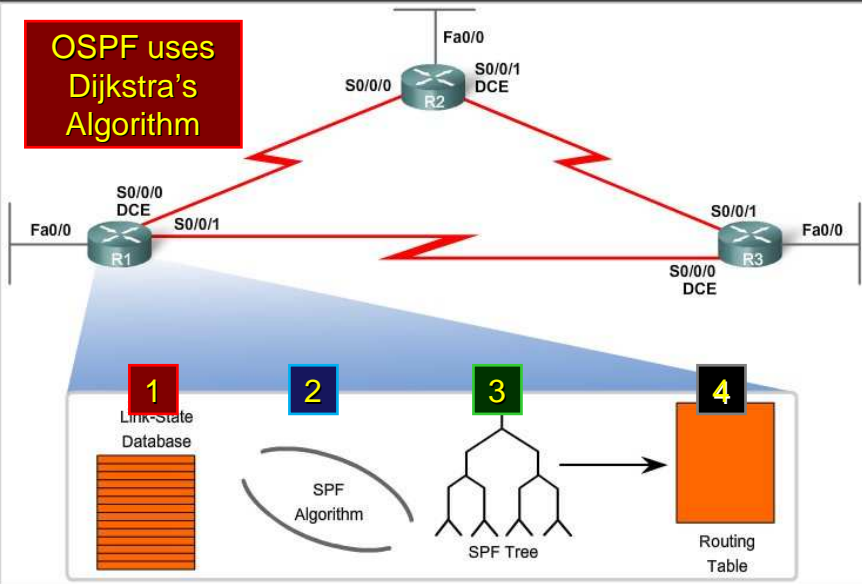 OSPF uses
Dijkstra's
Algorithm
Fa0/0
S0/0/0
S0/0/1
DCE
R2
S0/0/0
DCE
S0/0/1
Fa0/0
R1
S0/0/1
Fa0/0
R3
S0/0/0
DCE
1
2
3
4
Link-State
Database
SPF
Algorithm
SPF Tree
Routing
Table